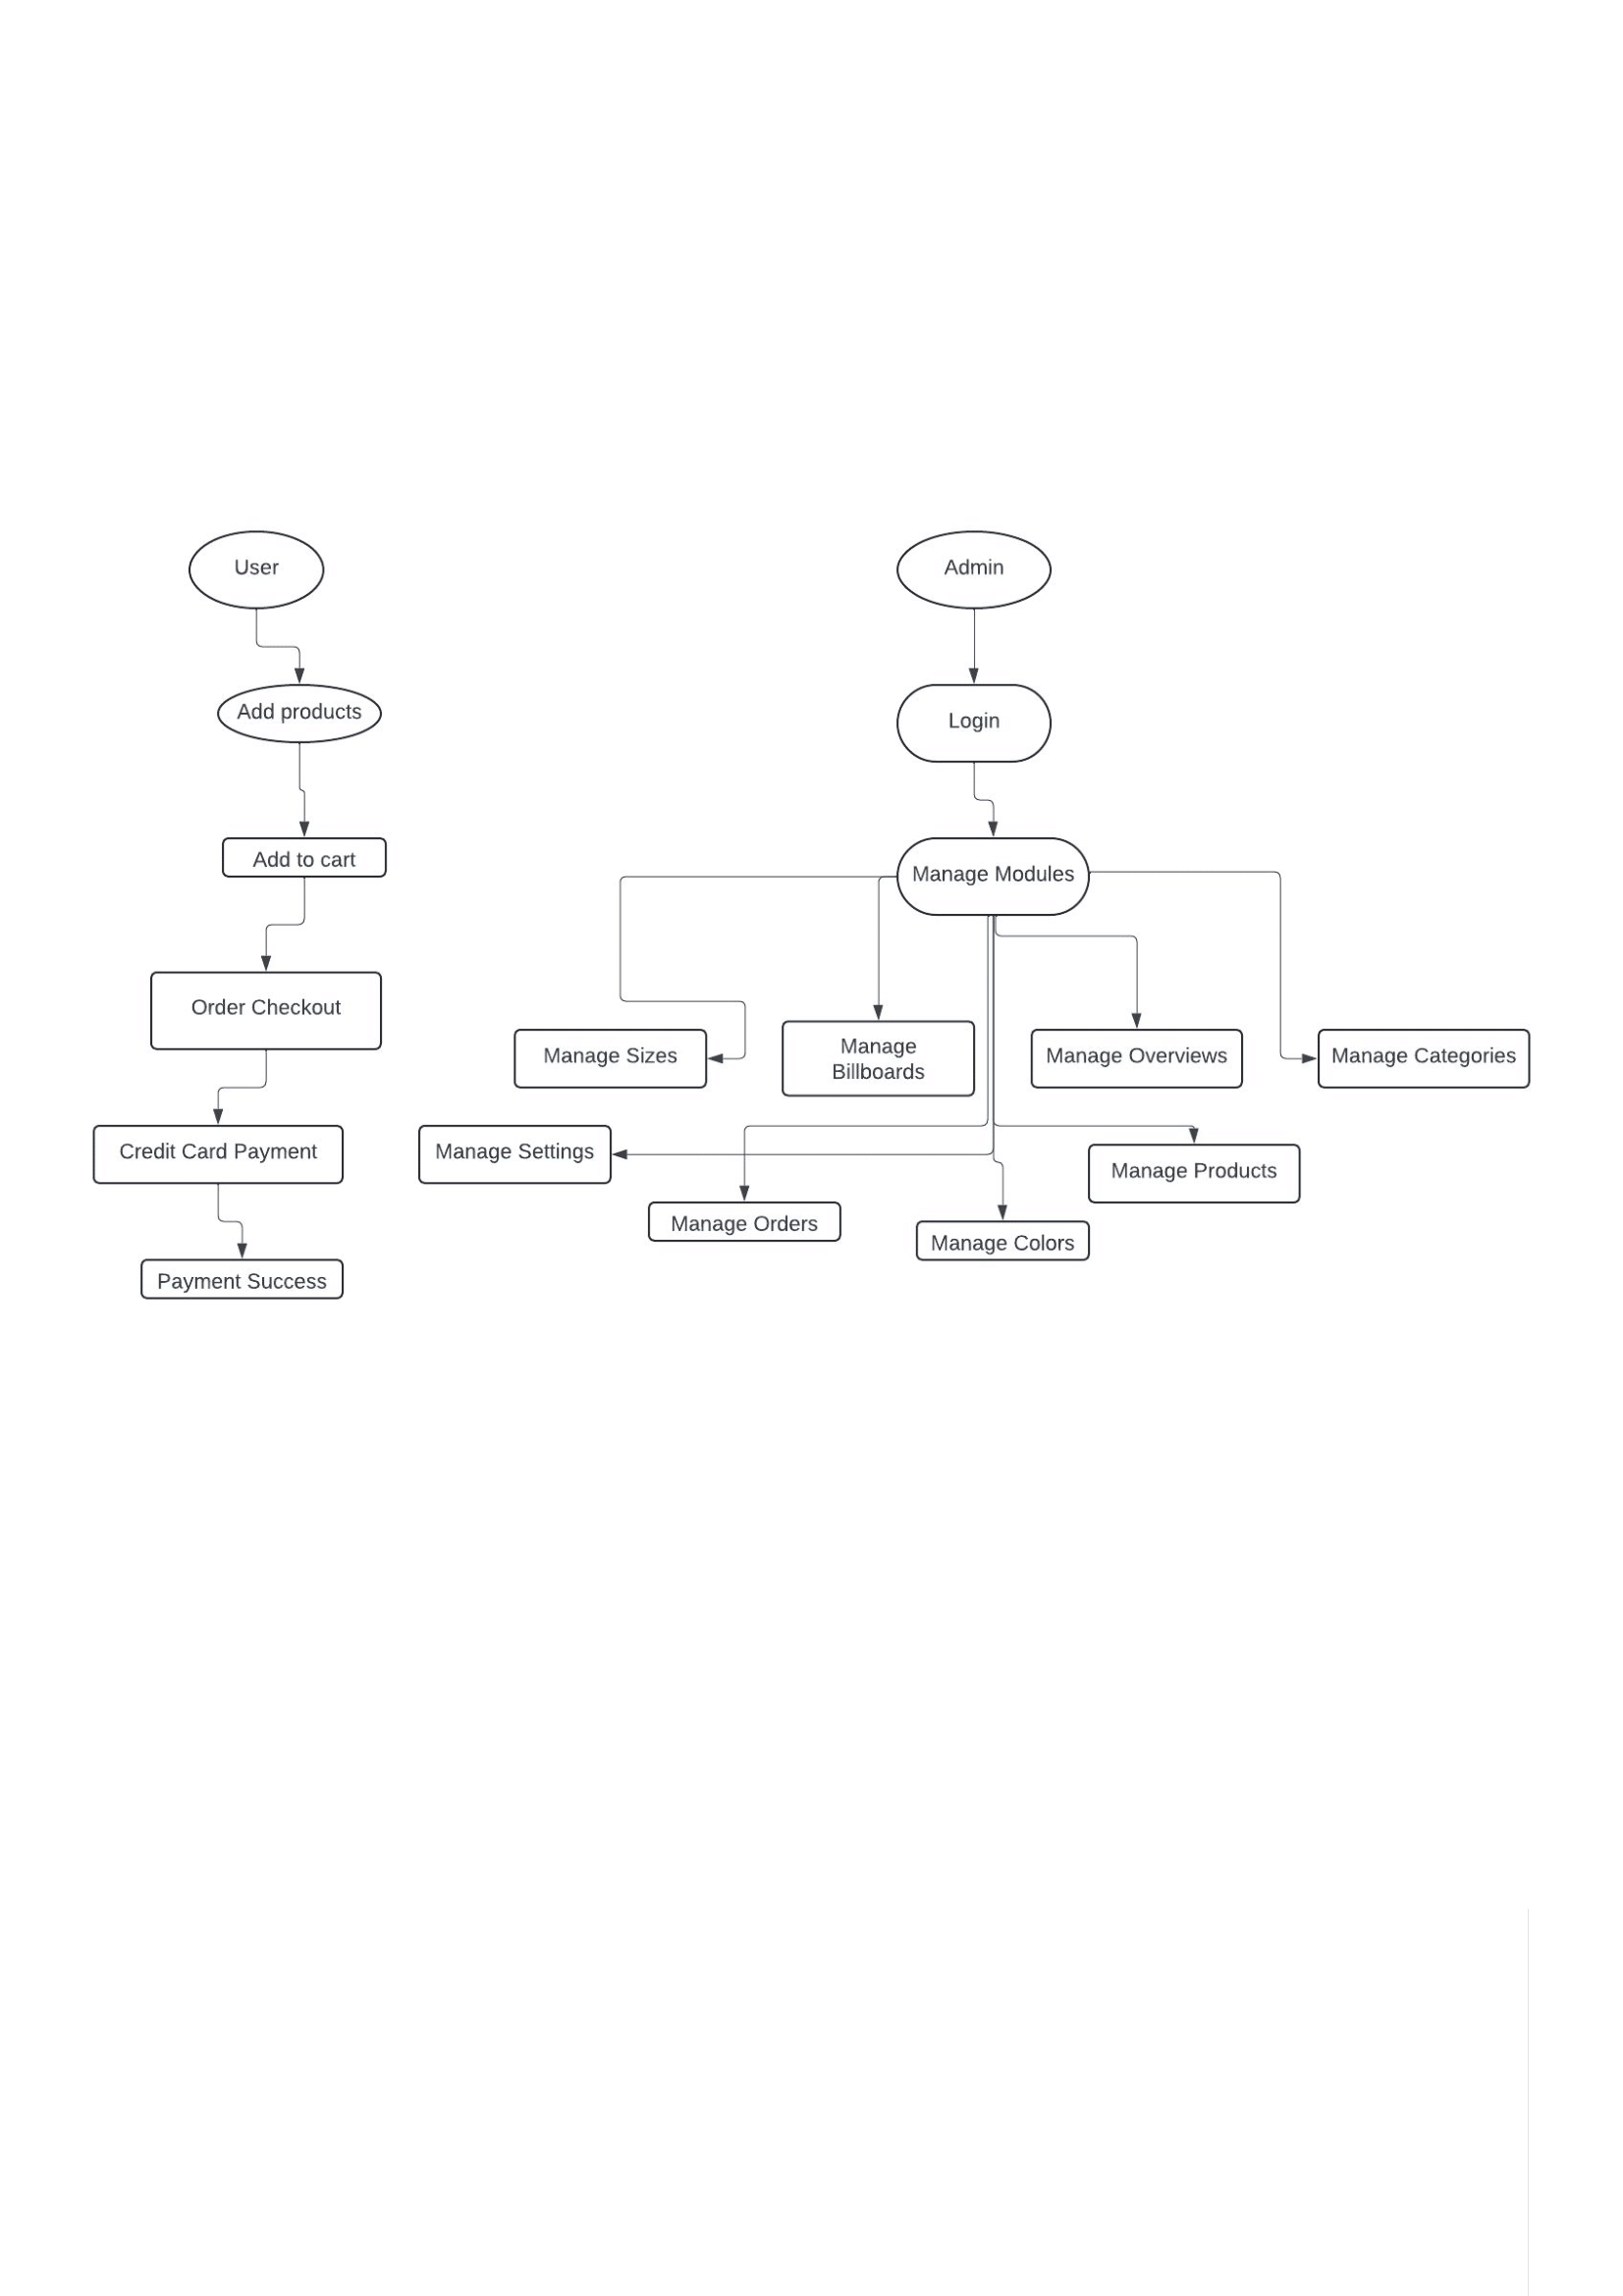 User
Admin
Add products
Login
Add to cart
Manage Modules
Order Checkout
Manage Sizes
Manage
Billboards
Manage Overviews
Manage Categories
Credit Card Payment
Manage Settings
Manage Products
Manage Orders
Manage Colors
Payment Success